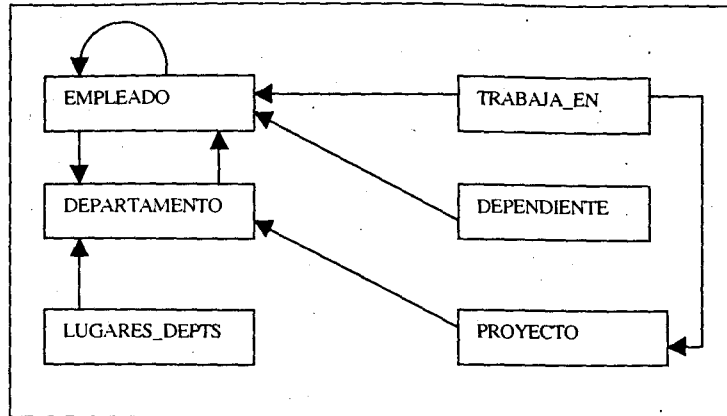 EMPLEADO
TRABAJA_EN
DEPARTAMENTO
DEPENDIENTE
LUGARES_DEPTS
PROYECTO